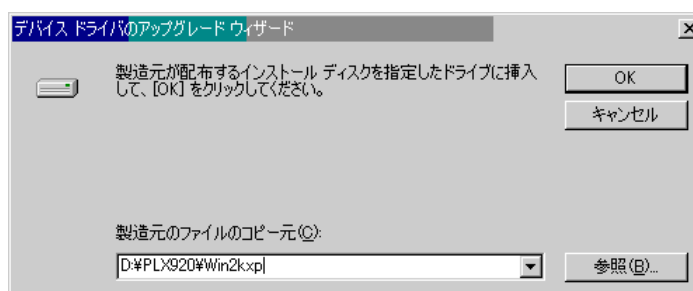 デバイス ドライバのアップグレード ウィザード
製造元が配布するインストール ディスクを指定したドライブに挿入
して、[OK] をクリックしてください。
OK
キャンセル
製造元のファイルのコピー元(C):
D:¥PLX920¥Win2kxp
参照(B)...